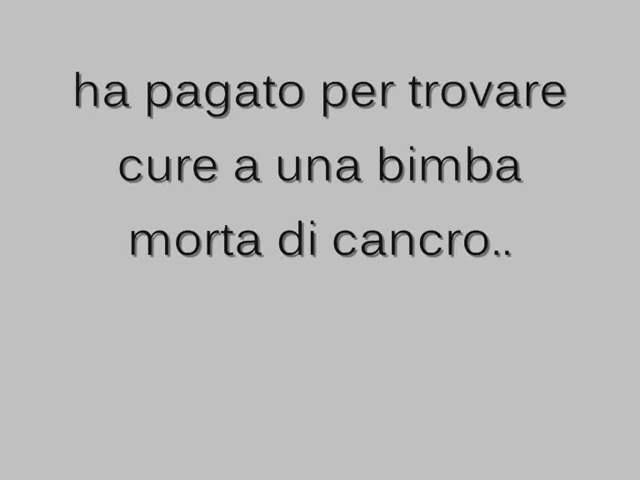 ha pagato per trovare
cure a una bimba
morta di cancro..